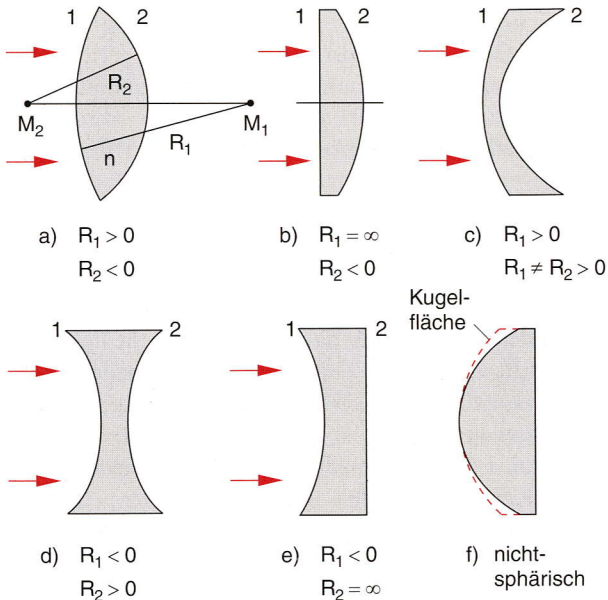 1 2
R₂
M₂ M₁
n R₁
a) R₁ > 0
R₂ < 0
1 2
b) R₁ = ∞
R₂ < 0
1 2
c) R₁ > 0
R₁ ≠ R₂ > 0
1 2
d) R₁ < 0
R₂ > 0
1 2
e) R₁ < 0
R₂ = ∞
Kugel-
fläche
f) nicht-
sphärisch